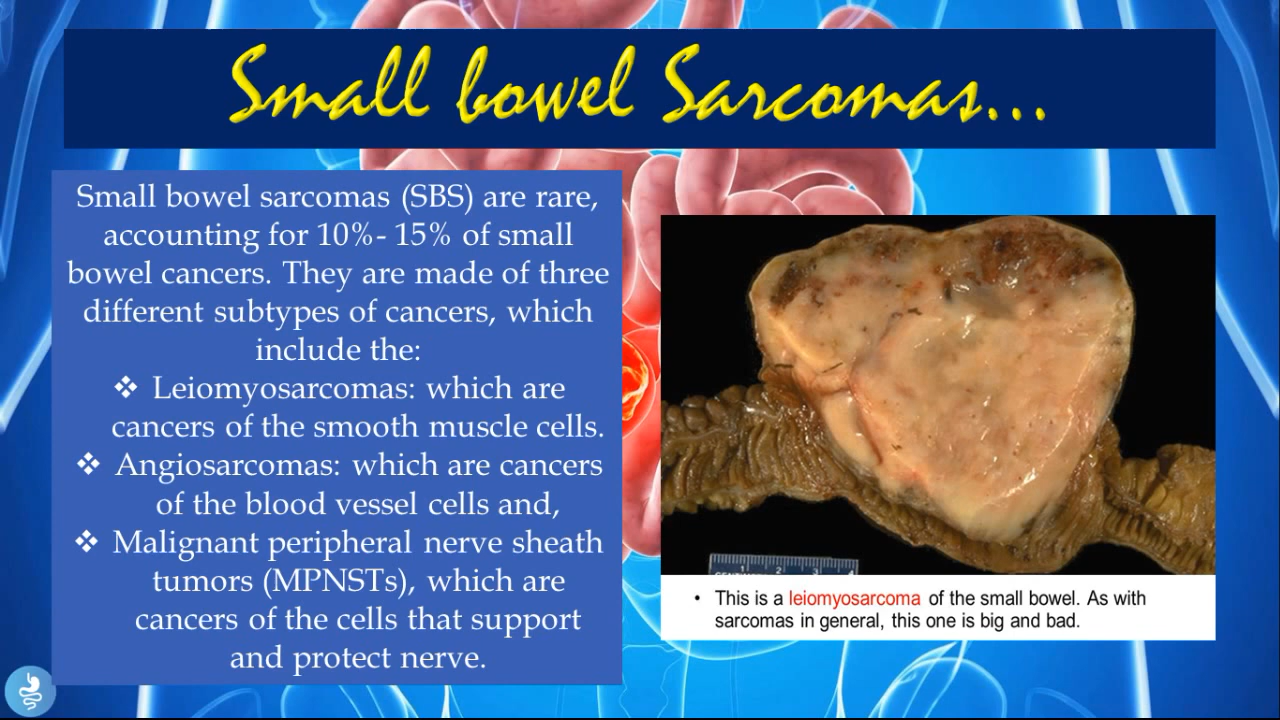 Small bowel Sarcomas...
Small bowel sarcomas (SBS) are rare,
accounting for 10%- 15% of small
bowel cancers. They are made of three
different subtypes of cancers, which
include the:
❖ Leiomyosarcomas: which are
cancers of the smooth muscle cells.
❖ Angiosarcomas: which are cancers
of the blood vessel cells and,
❖ Malignant peripheral nerve sheath
tumors (MPNSTs), which are
cancers of the cells that support
and protect nerve.
1 2 3 4
• This is a leiomyosarcoma of the small bowel. As with
sarcomas in general, this one is big and bad.